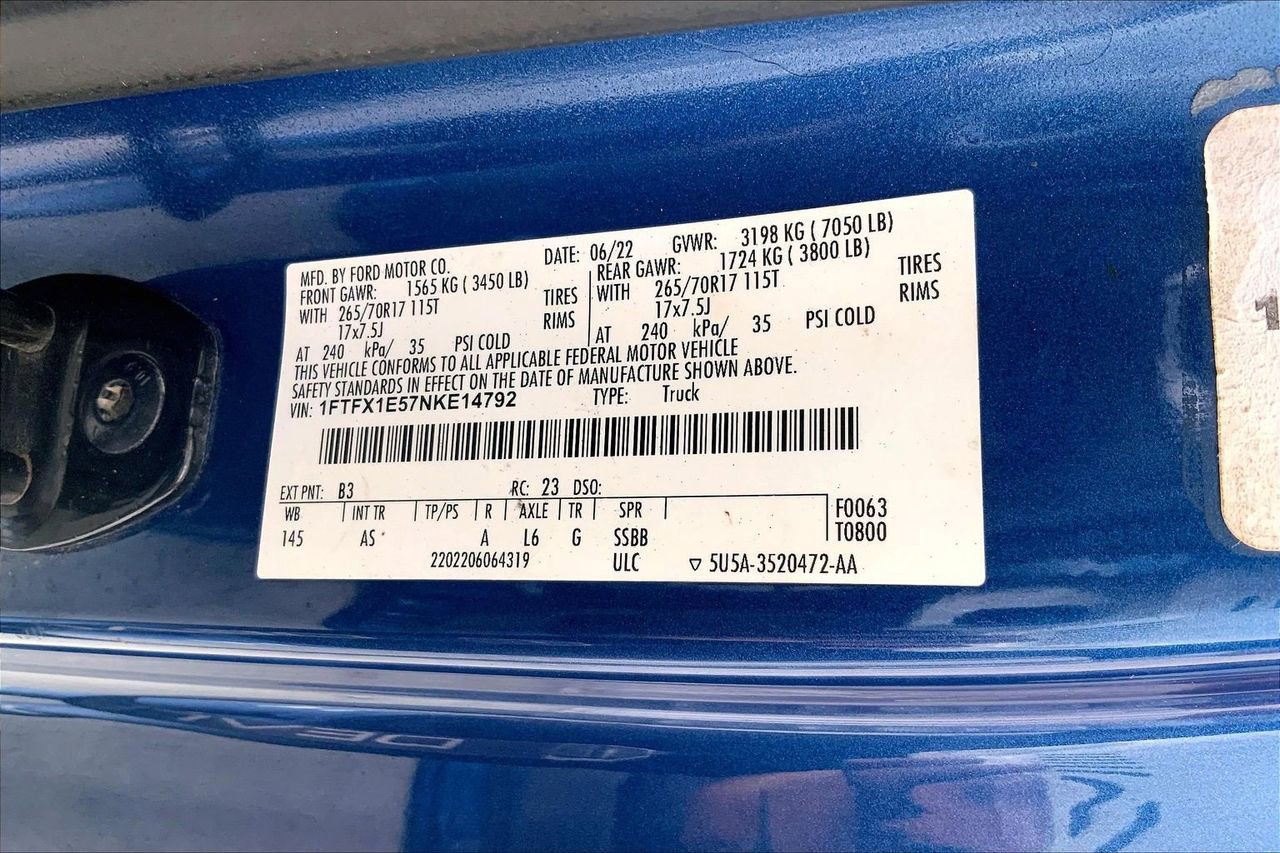 MFD. BY FORD MOTOR CO. DATE: 06/22 GVWR: 3198 KG ( 7050 LB)
FRONT GAWR: 1565 KG ( 3450 LB) REAR GAWR: 1724 KG ( 3800 LB)
WITH 265/70R17 115T TIRES WITH 265/70R17 115T TIRES
17x7.5J RIMS 17x7.5J RIMS
AT 240 kPa/ 35 PSI COLD AT 240 kPa/ 35 PSI COLD
THIS VEHICLE CONFORMS TO ALL APPLICABLE FEDERAL MOTOR VEHICLE
SAFETY STANDARDS IN EFFECT ON THE DATE OF MANUFACTURE SHOWN ABOVE.
VIN: 1FTFX1E57NKE14792 TYPE: Truck
EXT PNT: B3 RC: 23 DSO:
WB INT TR TP/PS R AXLE TR SPR F0063
145 AS A L6 G SSBB T0800
2202206064319 ULC ▽ 5U5A-3520472-AA